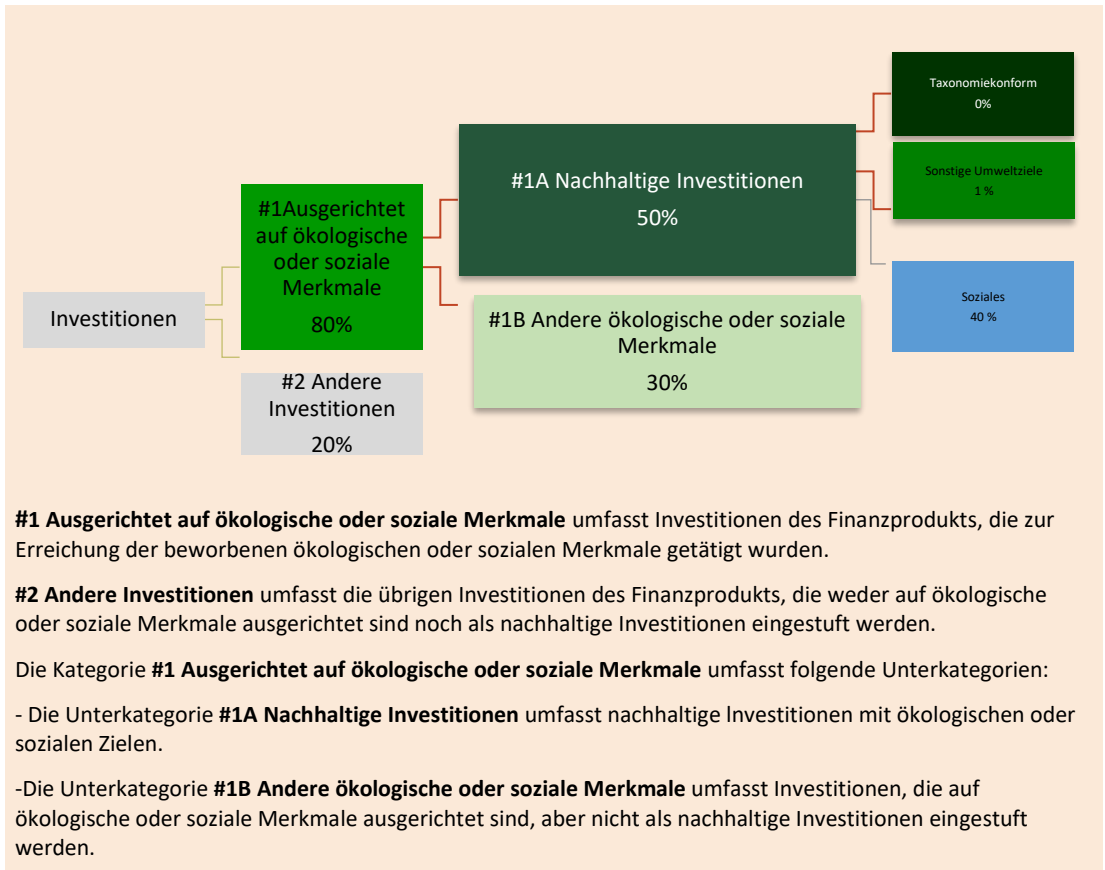 Taxonomiekonform
0%
Sonstige Umweltziele
1 %
Soziales
40 %
#1A Nachhaltige Investitionen
50%
#1B Andere ökologische oder soziale
Merkmale
30%
#1Ausgerichtet
auf ökologische
oder soziale
Merkmale
80%
#2 Andere
Investitionen
20%
Investitionen
#1 Ausgerichtet auf ökologische oder soziale Merkmale umfasst Investitionen des Finanzprodukts, die zur
Erreichung der beworbenen ökologischen oder sozialen Merkmale getätigt wurden.
#2 Andere Investitionen umfasst die übrigen Investitionen des Finanzprodukts, die weder auf ökologische
oder soziale Merkmale ausgerichtet sind noch als nachhaltige Investitionen eingestuft werden.
Die Kategorie #1 Ausgerichtet auf ökologische oder soziale Merkmale umfasst folgende Unterkategorien:
- Die Unterkategorie #1A Nachhaltige Investitionen umfasst nachhaltige lnvestitionen mit ökologischen oder
sozialen Zielen.
-Die Unterkategorie #1B Andere ökologische oder soziale Merkmale umfasst Investitionen, die auf
ökologische oder soziale Merkmale ausgerichtet sind, aber nicht als nachhaltige Investitionen eingestuft
werden.